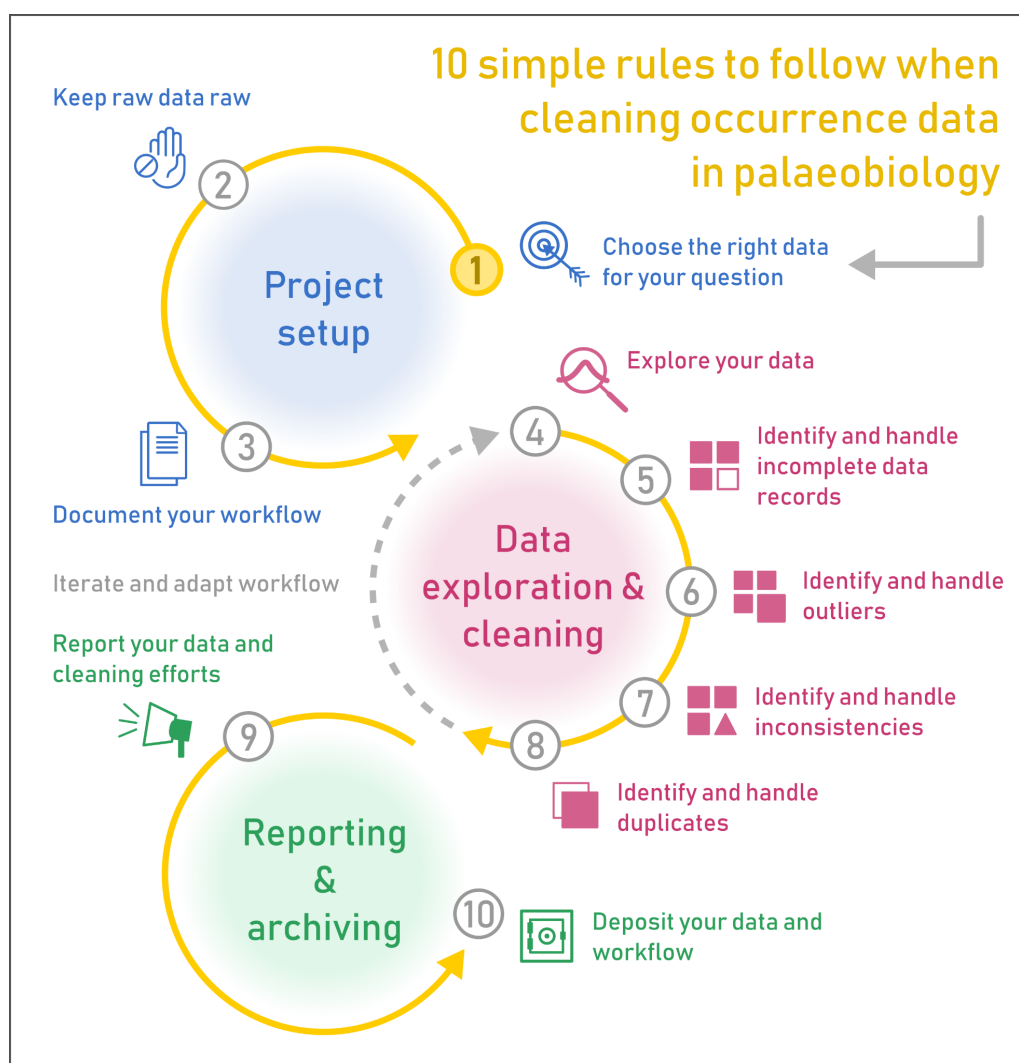 10 simple rules to follow when
cleaning occurrence data
in palaeobiology
Keep raw data raw
2
1
Choose the right data
for your question
Project
setup
3
Document your workflow
Explore your data
4
Identify and handle
incomplete data
records
5
Data
exploration &
cleaning
Iterate and adapt workflow
6
Identify and handle
outliers
7
Identify and handle
inconsistencies
8
Identify and handle
duplicates
Report your data and
cleaning efforts
9
Reporting
&
archiving
10
Deposit your data and
workflow